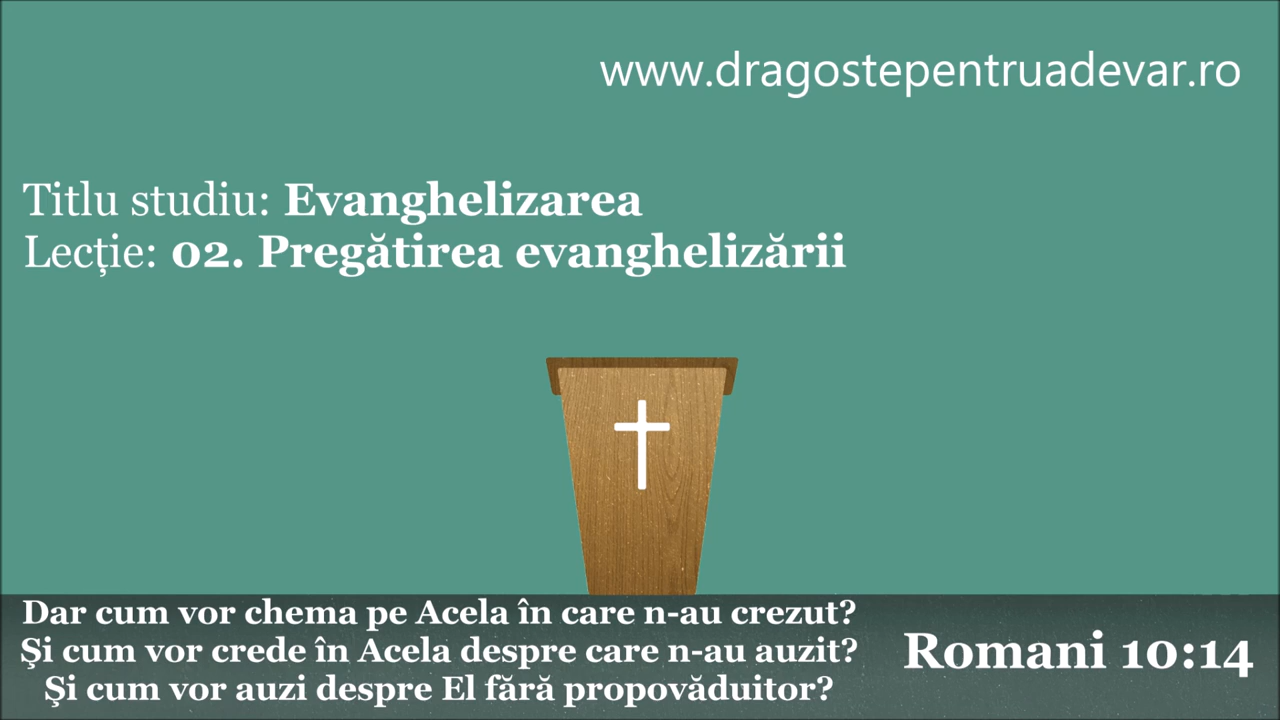 www.dragostepentruadevar.ro
Titlu studiu: Evanghelizarea
Lecție: 02. Pregătirea evanghelizării
Dar cum vor chema pe Acela în care n-au crezut?
Şi cum vor crede în Acela despre care n-au auzit?
Şi cum vor auzi despre El fără propovăduitor?
Romani 10:14